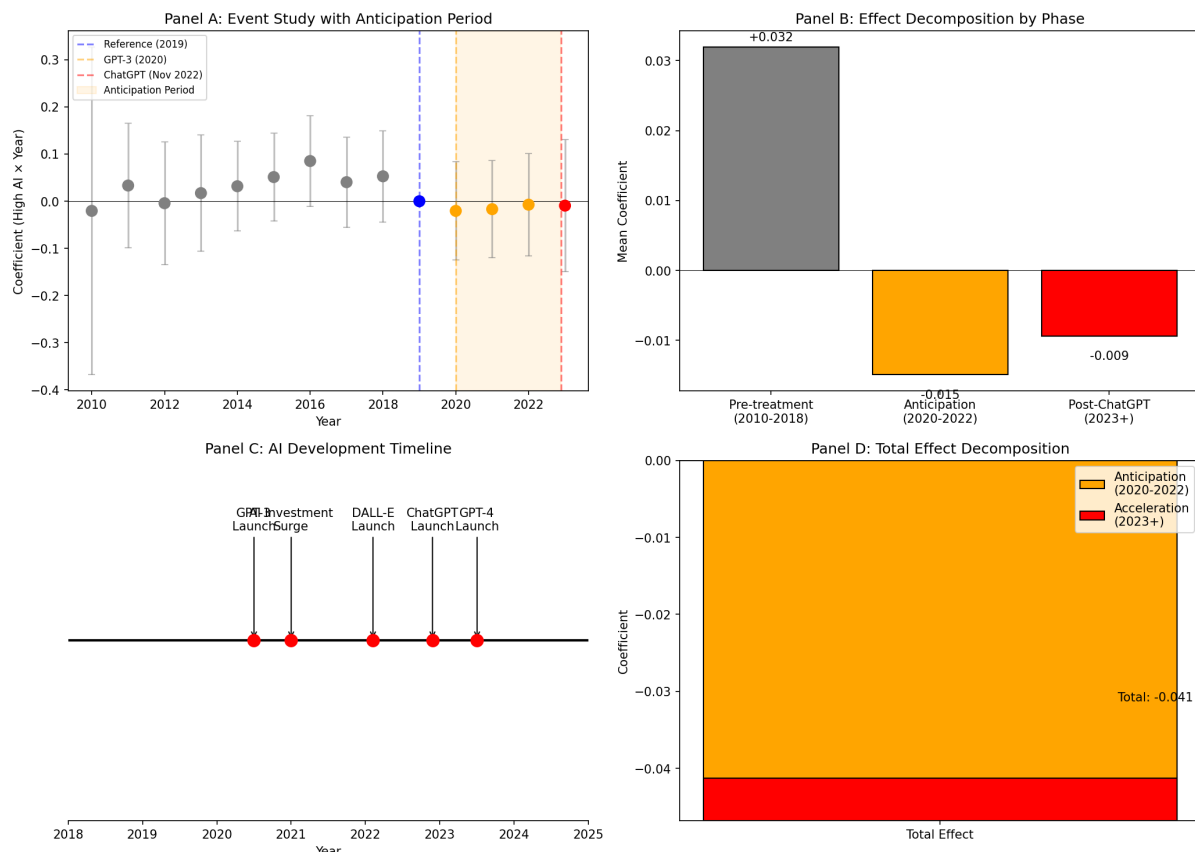 Panel A: Event Study with Anticipation Period
Reference (2019)
GPT-3 (2020)
ChatGPT (Nov 2022)
Anticipation Period
Coefficient (High AI × Year)
0.3
0.2
0.1
0.0
−0.1
−0.2
−0.3
−0.4
2010 2012 2014 2016 2018 2020 2022
Year
Panel B: Effect Decomposition by Phase
Mean Coefficient
0.03
0.02
0.01
0.00
−0.01
+0.032
-0.015
-0.009
Pre-treatment
(2010-2018)
Anticipation
(2020-2022)
Post-ChatGPT
(2023+)
Panel C: AI Development Timeline
GPT-3
Launch
AI Investment
Surge
DALL-E
Launch
ChatGPT
Launch
GPT-4
Launch
2018 2019 2020 2021 2022 2023 2024 2025
Year
Panel D: Total Effect Decomposition
Anticipation
(2020-2022)
Acceleration
(2023+)
Coefficient
0.00
−0.01
−0.02
−0.03
−0.04
Total: -0.041
Total Effect